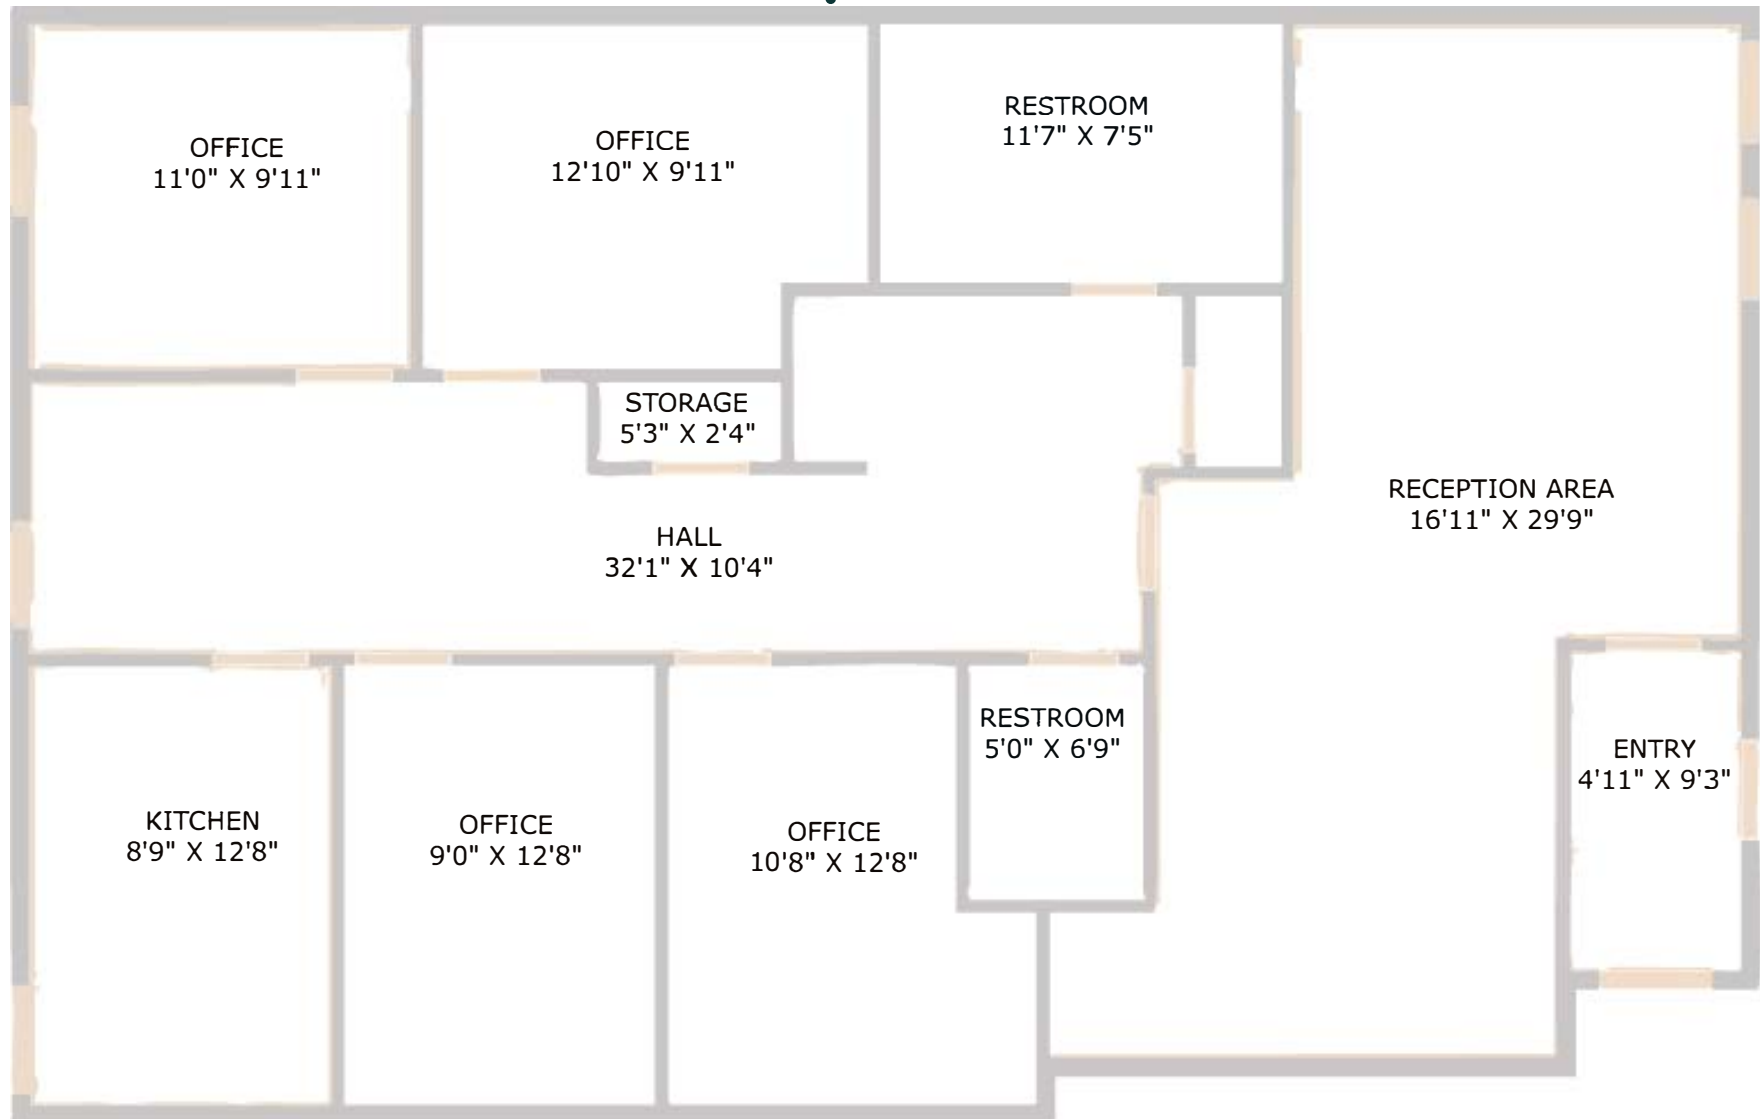 OFFICE
11'0" X 9'11"
OFFICE
12'10" X 9'11"
RESTROOM
11'7" X 7'5"
STORAGE
5'3" X 2'4"
HALL
32'1" X 10'4"
RECEPTION AREA
16'11" X 29'9"
KITCHEN
8'9" X 12'8"
OFFICE
9'0" X 12'8"
OFFICE
10'8" X 12'8"
RESTROOM
5'0" X 6'9"
ENTRY
4'11" X 9'3"